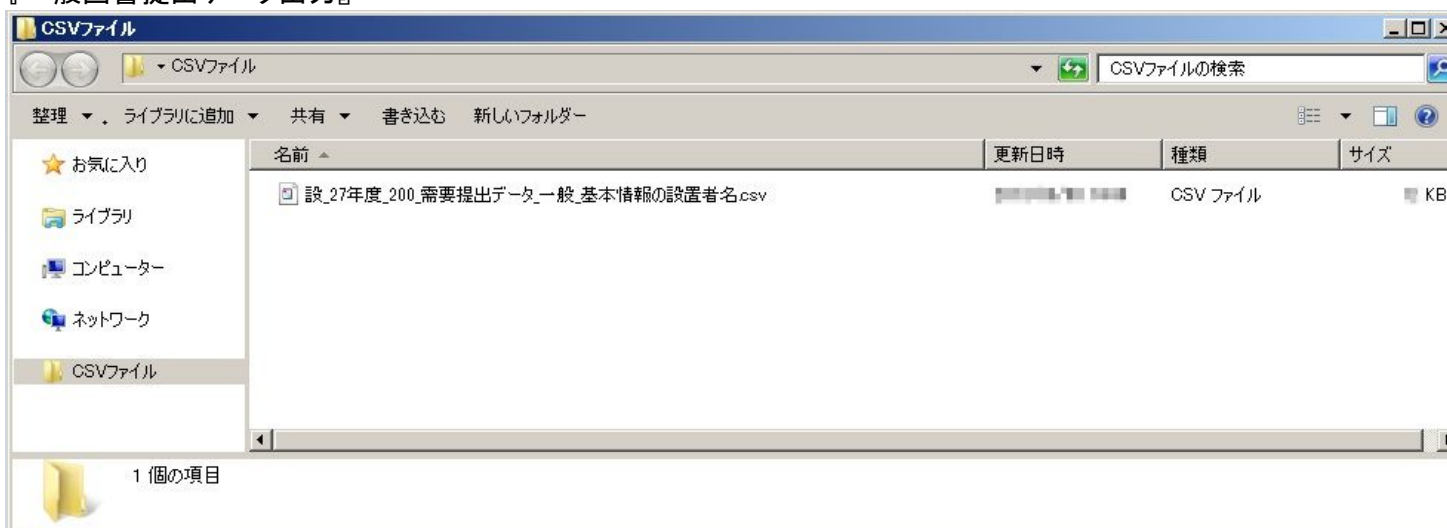 CSVファイル
CSVファイル
CSVファイルの検索
整理 ライブラリに追加 共有 書き込む 新しいフォルダー
お気に入り
ライブラリ
コンピューター
ネットワーク
CSVファイル
名前 更新日時 種類 サイズ
設_27年度_200_需要提出データ_一般_基本情報の設置者名.csv CSV ファイル KB
1 個の項目